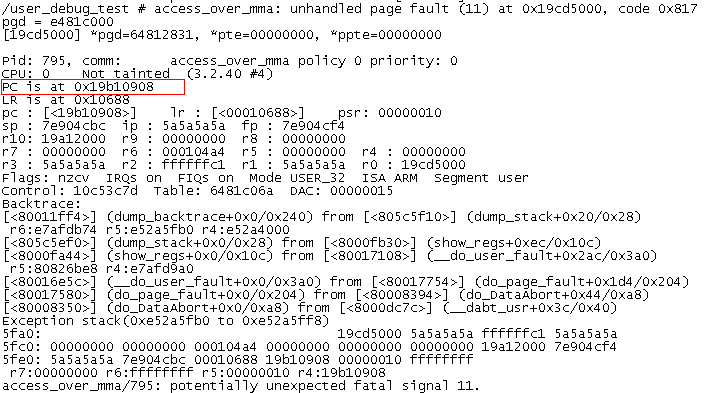 /user_debug_test # access_over_mma: unhandled page fault (11) at 0x19cd5000, code 0x817
pgd = e481c000
[19cd5000] *pgd=64812831, *pte=00000000, *ppte=00000000
Pid: 795, comm: access_over_mma policy 0 priority: 0
CPU: 0 Not tainted (3.2.40 #4)
PC is at 0x19b10908
LR is at 0x10688
pc : [<19b10908>] lr : [<00010688>] psr: 00000010
sp : 7e904cbc ip : 5a5a5a5a fp : 7e904cf4
r10: 19a12000 r9 : 00000000 r8 : 00000000
r7 : 00000000 r6 : 000104a4 r5 : 00000000 r4 : 00000000
r3 : 5a5a5a5a r2 : ffffffc1 r1 : 5a5a5a5a r0 : 19cd5000
Flags: nzcv IRQs on FIQs on Mode USER_32 ISA ARM Segment user
Control: 10c53c7d Table: 6481c06a DAC: 00000015
Backtrace:
[<80011ff4>] (dump_backtrace+0x0/0x240) from [<805c5f10>] (dump_stack+0x20/0x28)
r6:e7afdb74 r5:e52a5fb0 r4:e52a4000
[<805c5ef0>] (dump_stack+0x0/0x28) from [<8000fb30>] (show_regs+0xec/0x10c)
[<8000fa44>] (show_regs+0x0/0x10c) from [<80017108>] (__do_user_fault+0x2ac/0x3a0)
r5:80826be8 r4:e7afd9a0
[<80016e5c>] (__do_user_fault+0x0/0x3a0) from [<80017754>] (do_page_fault+0x1d4/0x204)
[<80017580>] (do_page_fault+0x0/0x204) from [<80008394>] (do_DataAbort+0x44/0xa8)
[<80008350>] (do_DataAbort+0x0/0xa8) from [<8000dc7c>] (__dabt_usr+0x3c/0x40)
Exception stack(0xe52a5fb0 to 0xe52a5ff8)
5fa0: 19cd5000 5a5a5a5a ffffffc1 5a5a5a5a
5fc0: 00000000 00000000 000104a4 00000000 00000000 00000000 19a12000 7e904cf4
5fe0: 5a5a5a5a 7e904cbc 00010688 19b10908 00000010 ffffffff
r7:00000000 r6:ffffffff r5:00000010 r4:19b10908
access_over_mma/795: potentially unexpected fatal signal 11.